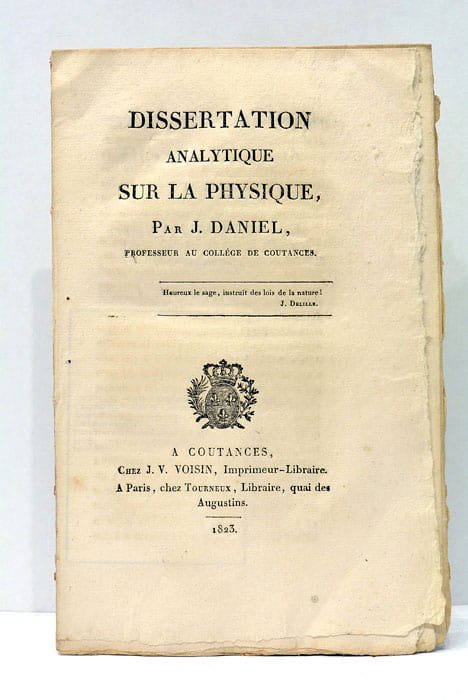 DISSERTATION
ANALYTIQUE
SUR LA PHYSIQUE,
PAR J. DANIEL,
PROFESSEUR AU COLLÉGE DE COUTANCES.
Heureux le sage, instruit des lois de la nature!
J. DELILLE.
A COUTANCES,
CHEZ J. V. VOISIN, Imprimeur-Libraire.
A Paris, chez TOURNEUX, Libraire, quai des
Augustins.
1823.